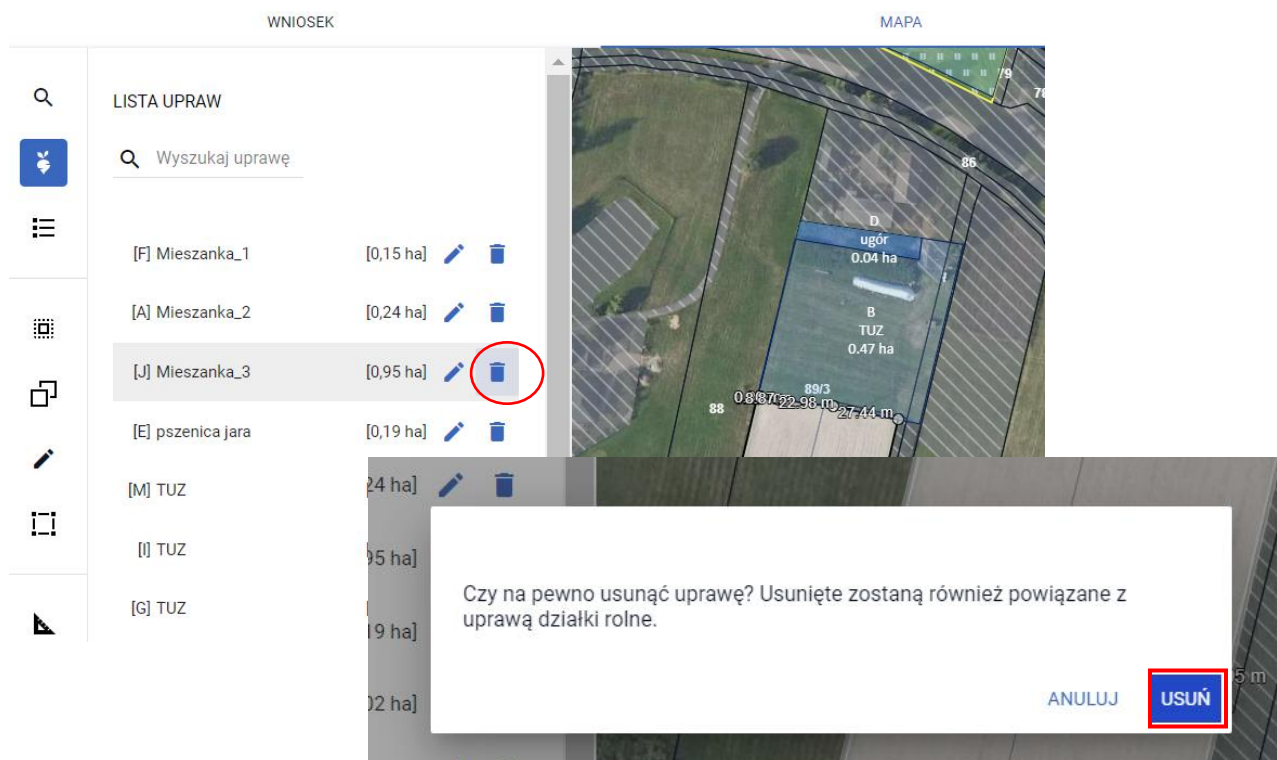 WNIOSEK
MAPA
LISTA UPRAW
Wyszukaj uprawę
[F] Mieszanka_1 [0,15 ha]
[A] Mieszanka_2 [0,24 ha]
[J] Mieszanka_3 [0,95 ha]
[E] pszenica jara [0,19 ha]
[M] TUZ
[I] TUZ
[G] TUZ
79
78
86
D
ugór
0.04 ha
B
TUZ
0.47 ha
89/3
88
22.98 m
27.44 m
24 ha]
95 ha]
19 ha]
02 ha]
Czy na pewno usunąć uprawę? Usunięte zostaną również powiązane z
uprawą działki rolne.
ANULUJ
USUŃ
5 m